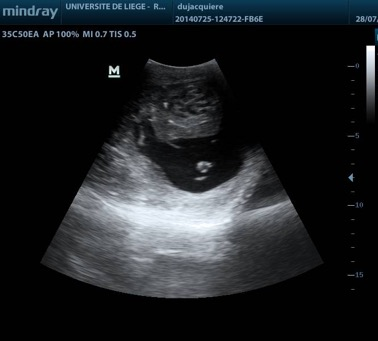 mindray
UNIVERSITE DE LIEGE - R...
dujacquiere
20140725-124722-FB6E
28/07,
3SC50EA AP 100% MI 0.7 TIS 0.5
M
0
5
10
15